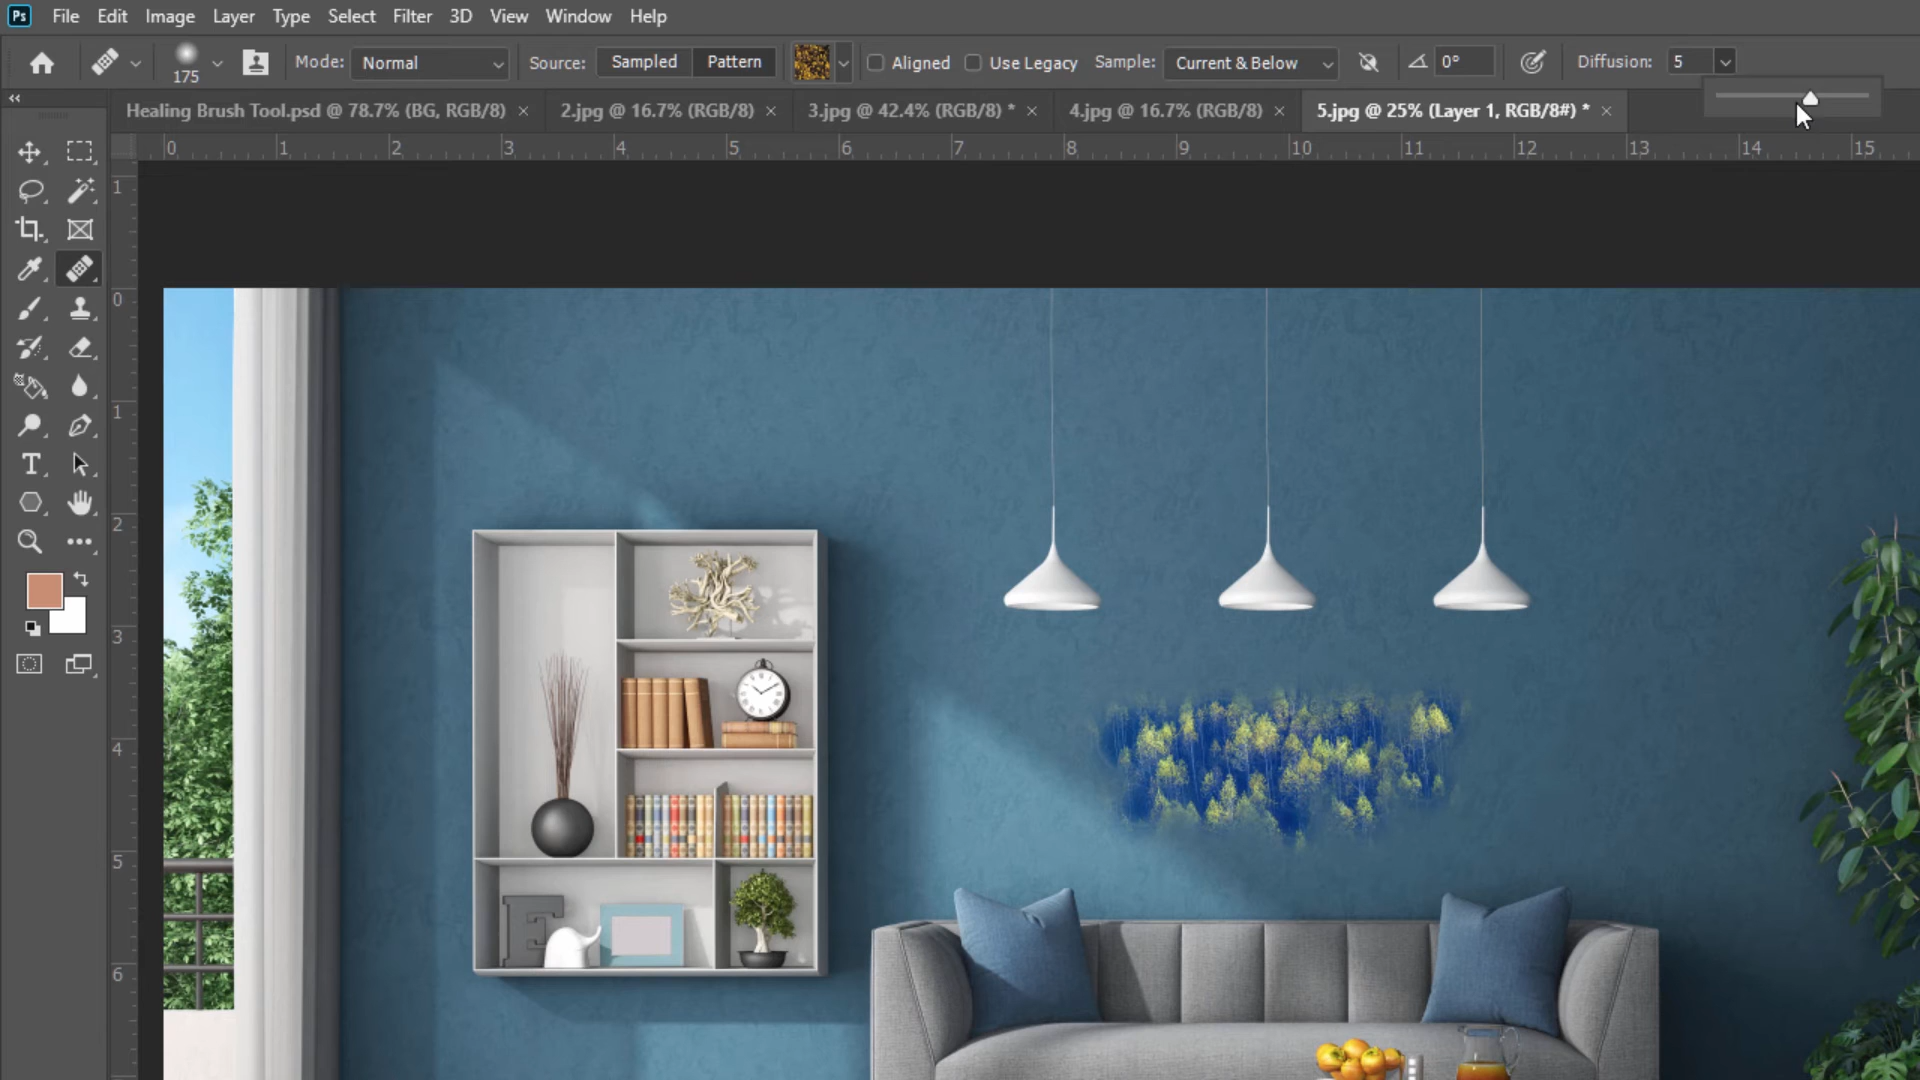 Ps File Edit Image Layer Type Select Filter 3D View Window Help
175 Mode: Normal Source: Sampled Pattern Aligned Use Legacy Sample: Current & Below 0° Diffusion: 5
Healing Brush Tool.psd @ 78.7% (BG, RGB/8) × 2.jpg @ 16.7% (RGB/8) × 3.jpg @ 42.4% (RGB/8) * × 4.jpg @ 16.7% (RGB/8) × 5.jpg @ 25% (Layer 1, RGB/8#) * ×
0 1 2 3 4 5 6 7 8 9 10 11 12 13 14 15
1
0
1
2
3
4
5
6
E